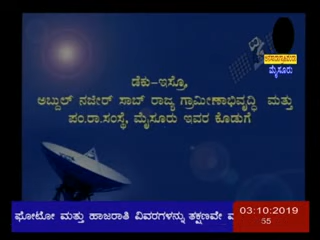 ಮೈಸೂರು
ಡೆಕು-ಇಸ್ರೊ,
ಅಬ್ದುಲ್ ನಜೀರ್ ಸಾಬ್ ರಾಜ್ಯ ಗ್ರಾಮೀಣಾಭಿವೃದ್ಧಿ ಮತ್ತು
ಪಂ.ರಾ.ಸಂಸ್ಥೆ, ಮೈಸೂರು ಇವರ ಕೊಡುಗೆ
ಫೋಟೋ ಮತ್ತು ಹಾಜರಾತಿ ವಿವರಗಳನ್ನು ತಕ್ಷಣವೇ
03:10:2019
55